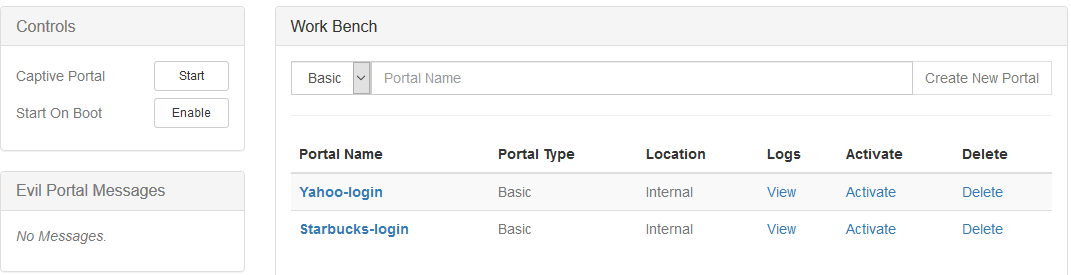 Controls
Captive Portal Start
Start On Boot Enable
Evil Portal Messages
No Messages.
Work Bench
Basic Portal Name Create New Portal
Portal Name Portal Type Location Logs Activate Delete
Yahoo-login Basic Internal View Activate Delete
Starbucks-login Basic Internal View Activate Delete